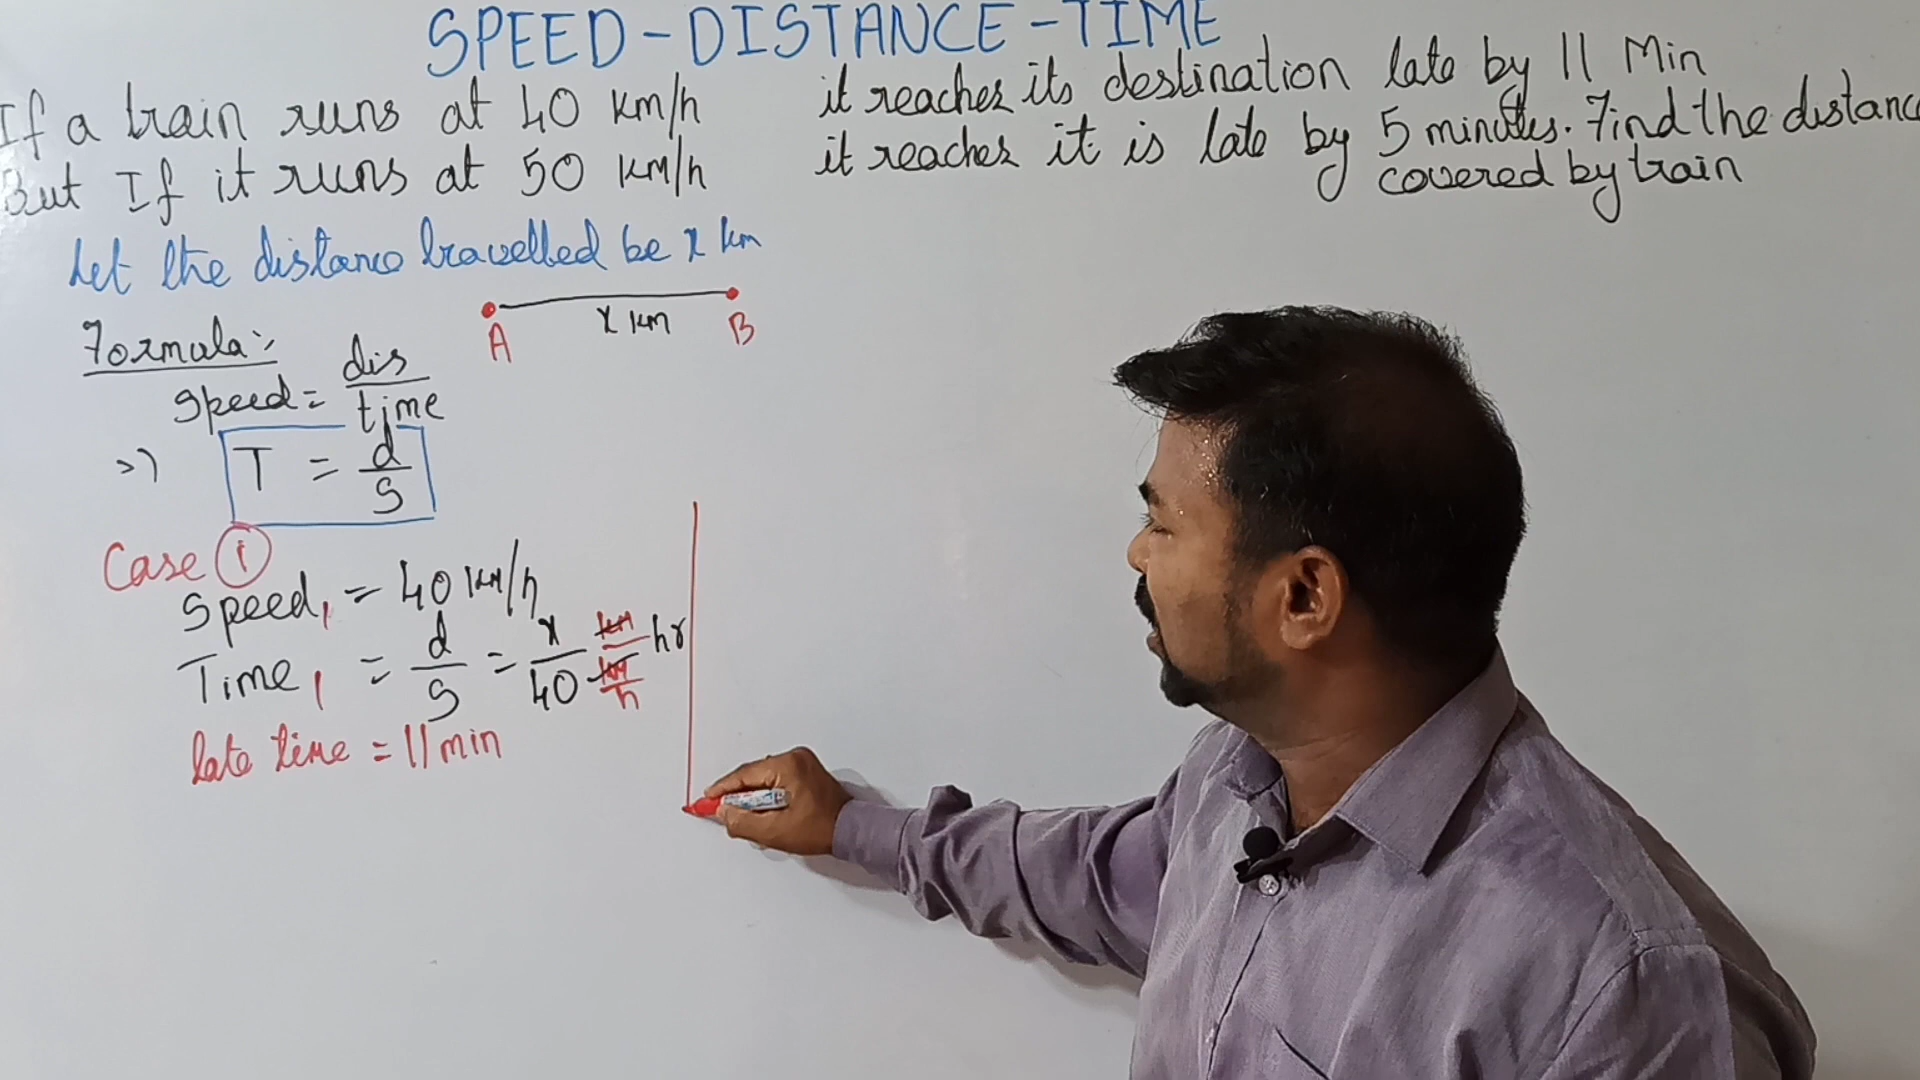 SPEED-DISTANCE-TIME
If a train runs at 40 km/h it reaches its destination late by 11 Min
But If it runs at 50 km/h it reaches it is late by 5 minutes. Find the distance
covered by train
Let the distance travelled be x km
A x km B
Formula:
Speed = dis/time
T = d/s
Case 1
Speed1 = 40 km/h
Time1 = d/s = x/40 km/km/h hr
late time = 11 min